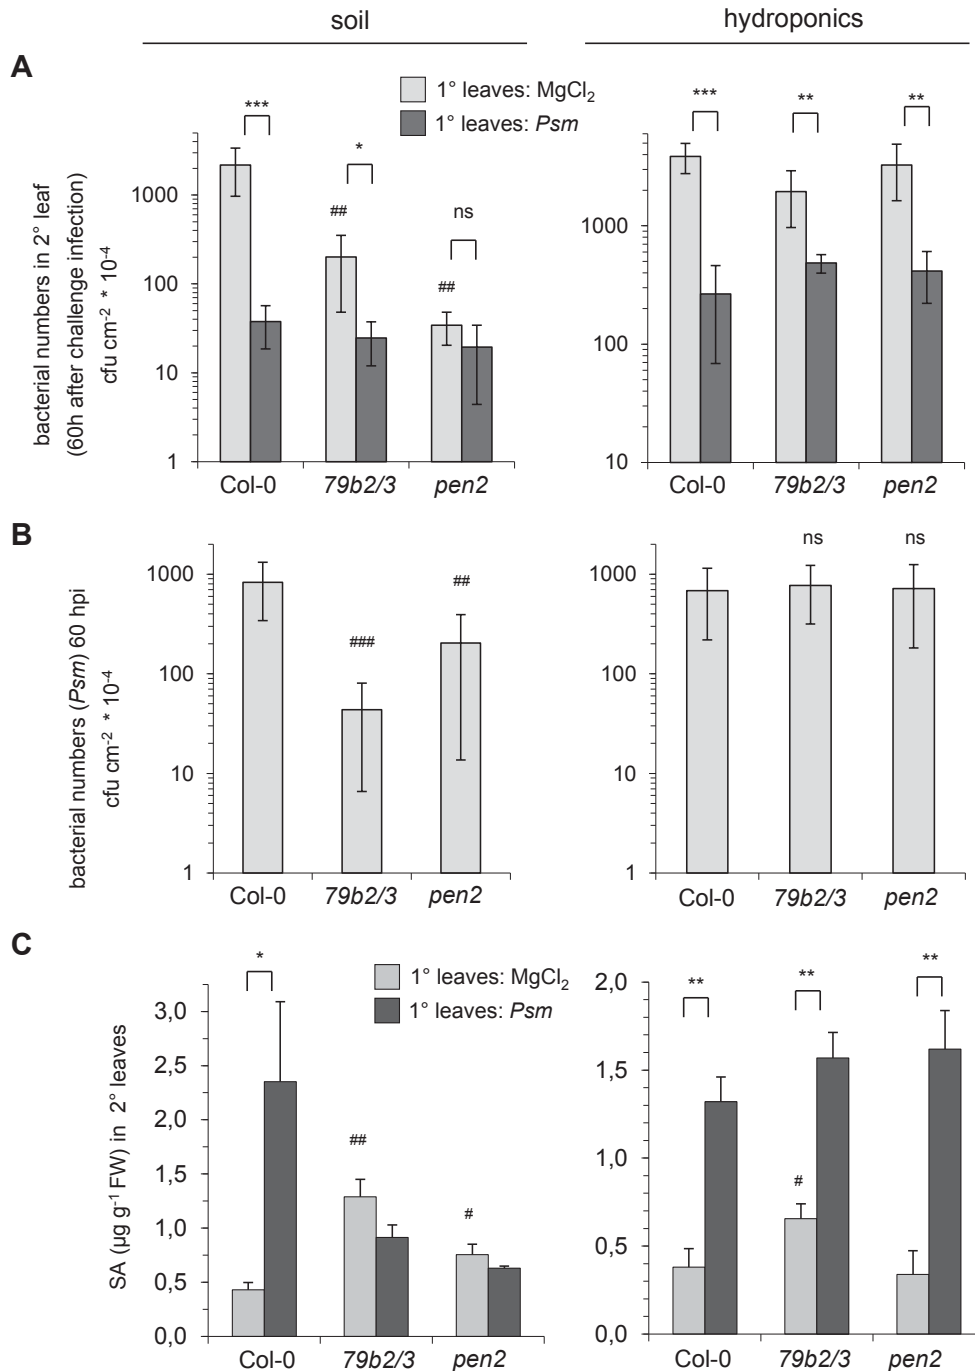 soil
hydroponics
A
1° leaves: MgCl2
1° leaves: Psm
bacterial numbers in 2° leaf
(60h after challenge infection)
cfu cm-2 * 10-4
1000
100
10
1
***
*
ns
##
##
Col-0
79b2/3
pen2
1000
100
10
***
**
**
Col-0
79b2/3
pen2
B
bacterial numbers (Psm) 60 hpi
cfu cm-2 * 10-4
1000
100
10
1
###
##
Col-0
79b2/3
pen2
1000
100
10
1
ns
ns
Col-0
79b2/3
pen2
C
1° leaves: MgCl2
1° leaves: Psm
SA (µg g-1 FW) in 2° leaves
3,0
2,5
2,0
1,5
1,0
0,5
0,0
*
##
#
Col-0
79b2/3
pen2
2,0
1,5
1,0
0,5
0,0
**
**
**
#
Col-0
79b2/3
pen2